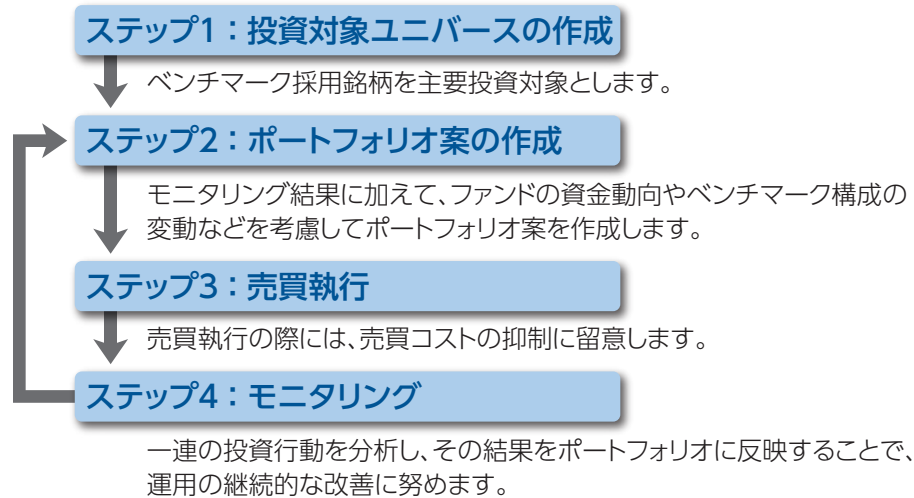 ステップ1：投資対象ユニバースの作成
ベンチマーク採用銘柄を主要投資対象とします。
ステップ2：ポートフォリオ案の作成
モニタリング結果に加えて、ファンドの資金動向やベンチマーク構成の
変動などを考慮してポートフォリオ案を作成します。
ステップ3：売買執行
売買執行の際には、売買コストの抑制に留意します。
ステップ4：モニタリング
一連の投資行動を分析し、その結果をポートフォリオに反映することで、
運用の継続的な改善に努めます。